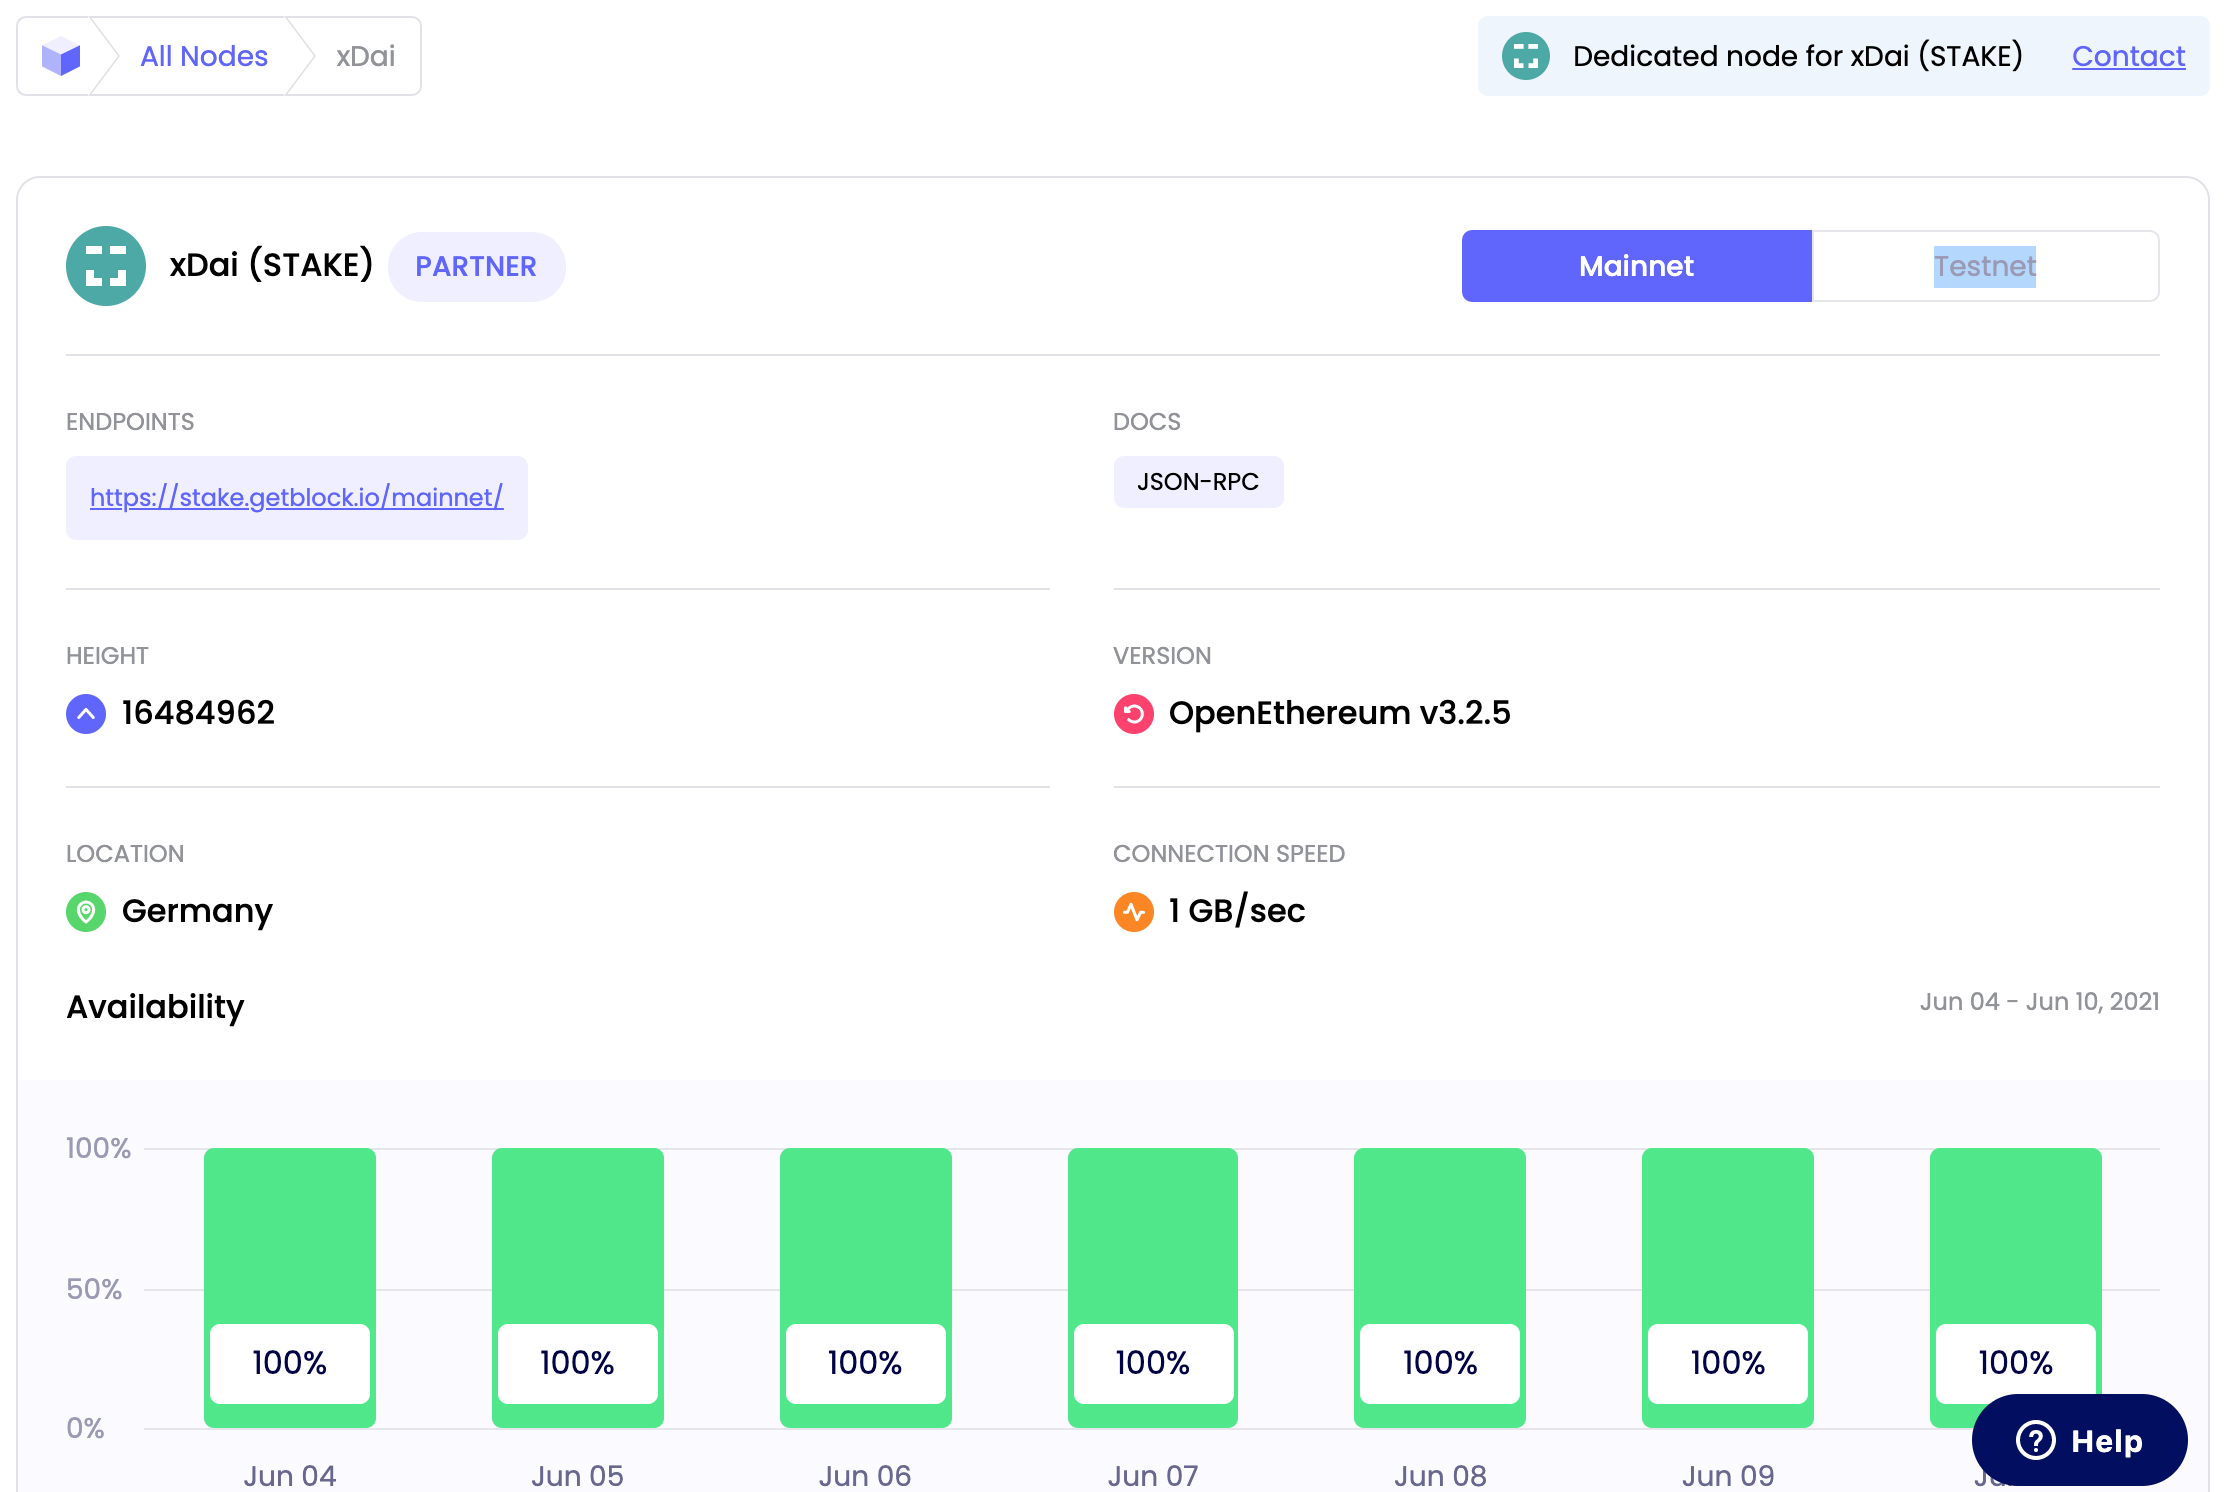 All Nodes
xDai
Dedicated node for xDai (STAKE)
Contact
xDai (STAKE)
PARTNER
Mainnet
Testnet
ENDPOINTS
DOCS
https://stake.getblock.io/mainnet/
JSON-RPC
HEIGHT
VERSION
16484962
OpenEthereum v3.2.5
LOCATION
CONNECTION SPEED
Germany
1 GB/sec
Availability
Jun 04 - Jun 10, 2021
100%
50%
100%
100%
100%
100%
100%
100%
100%
0%
Help
Jun 04
Jun 05
Jun 06
Jun 07
Jun 08
Jun 09